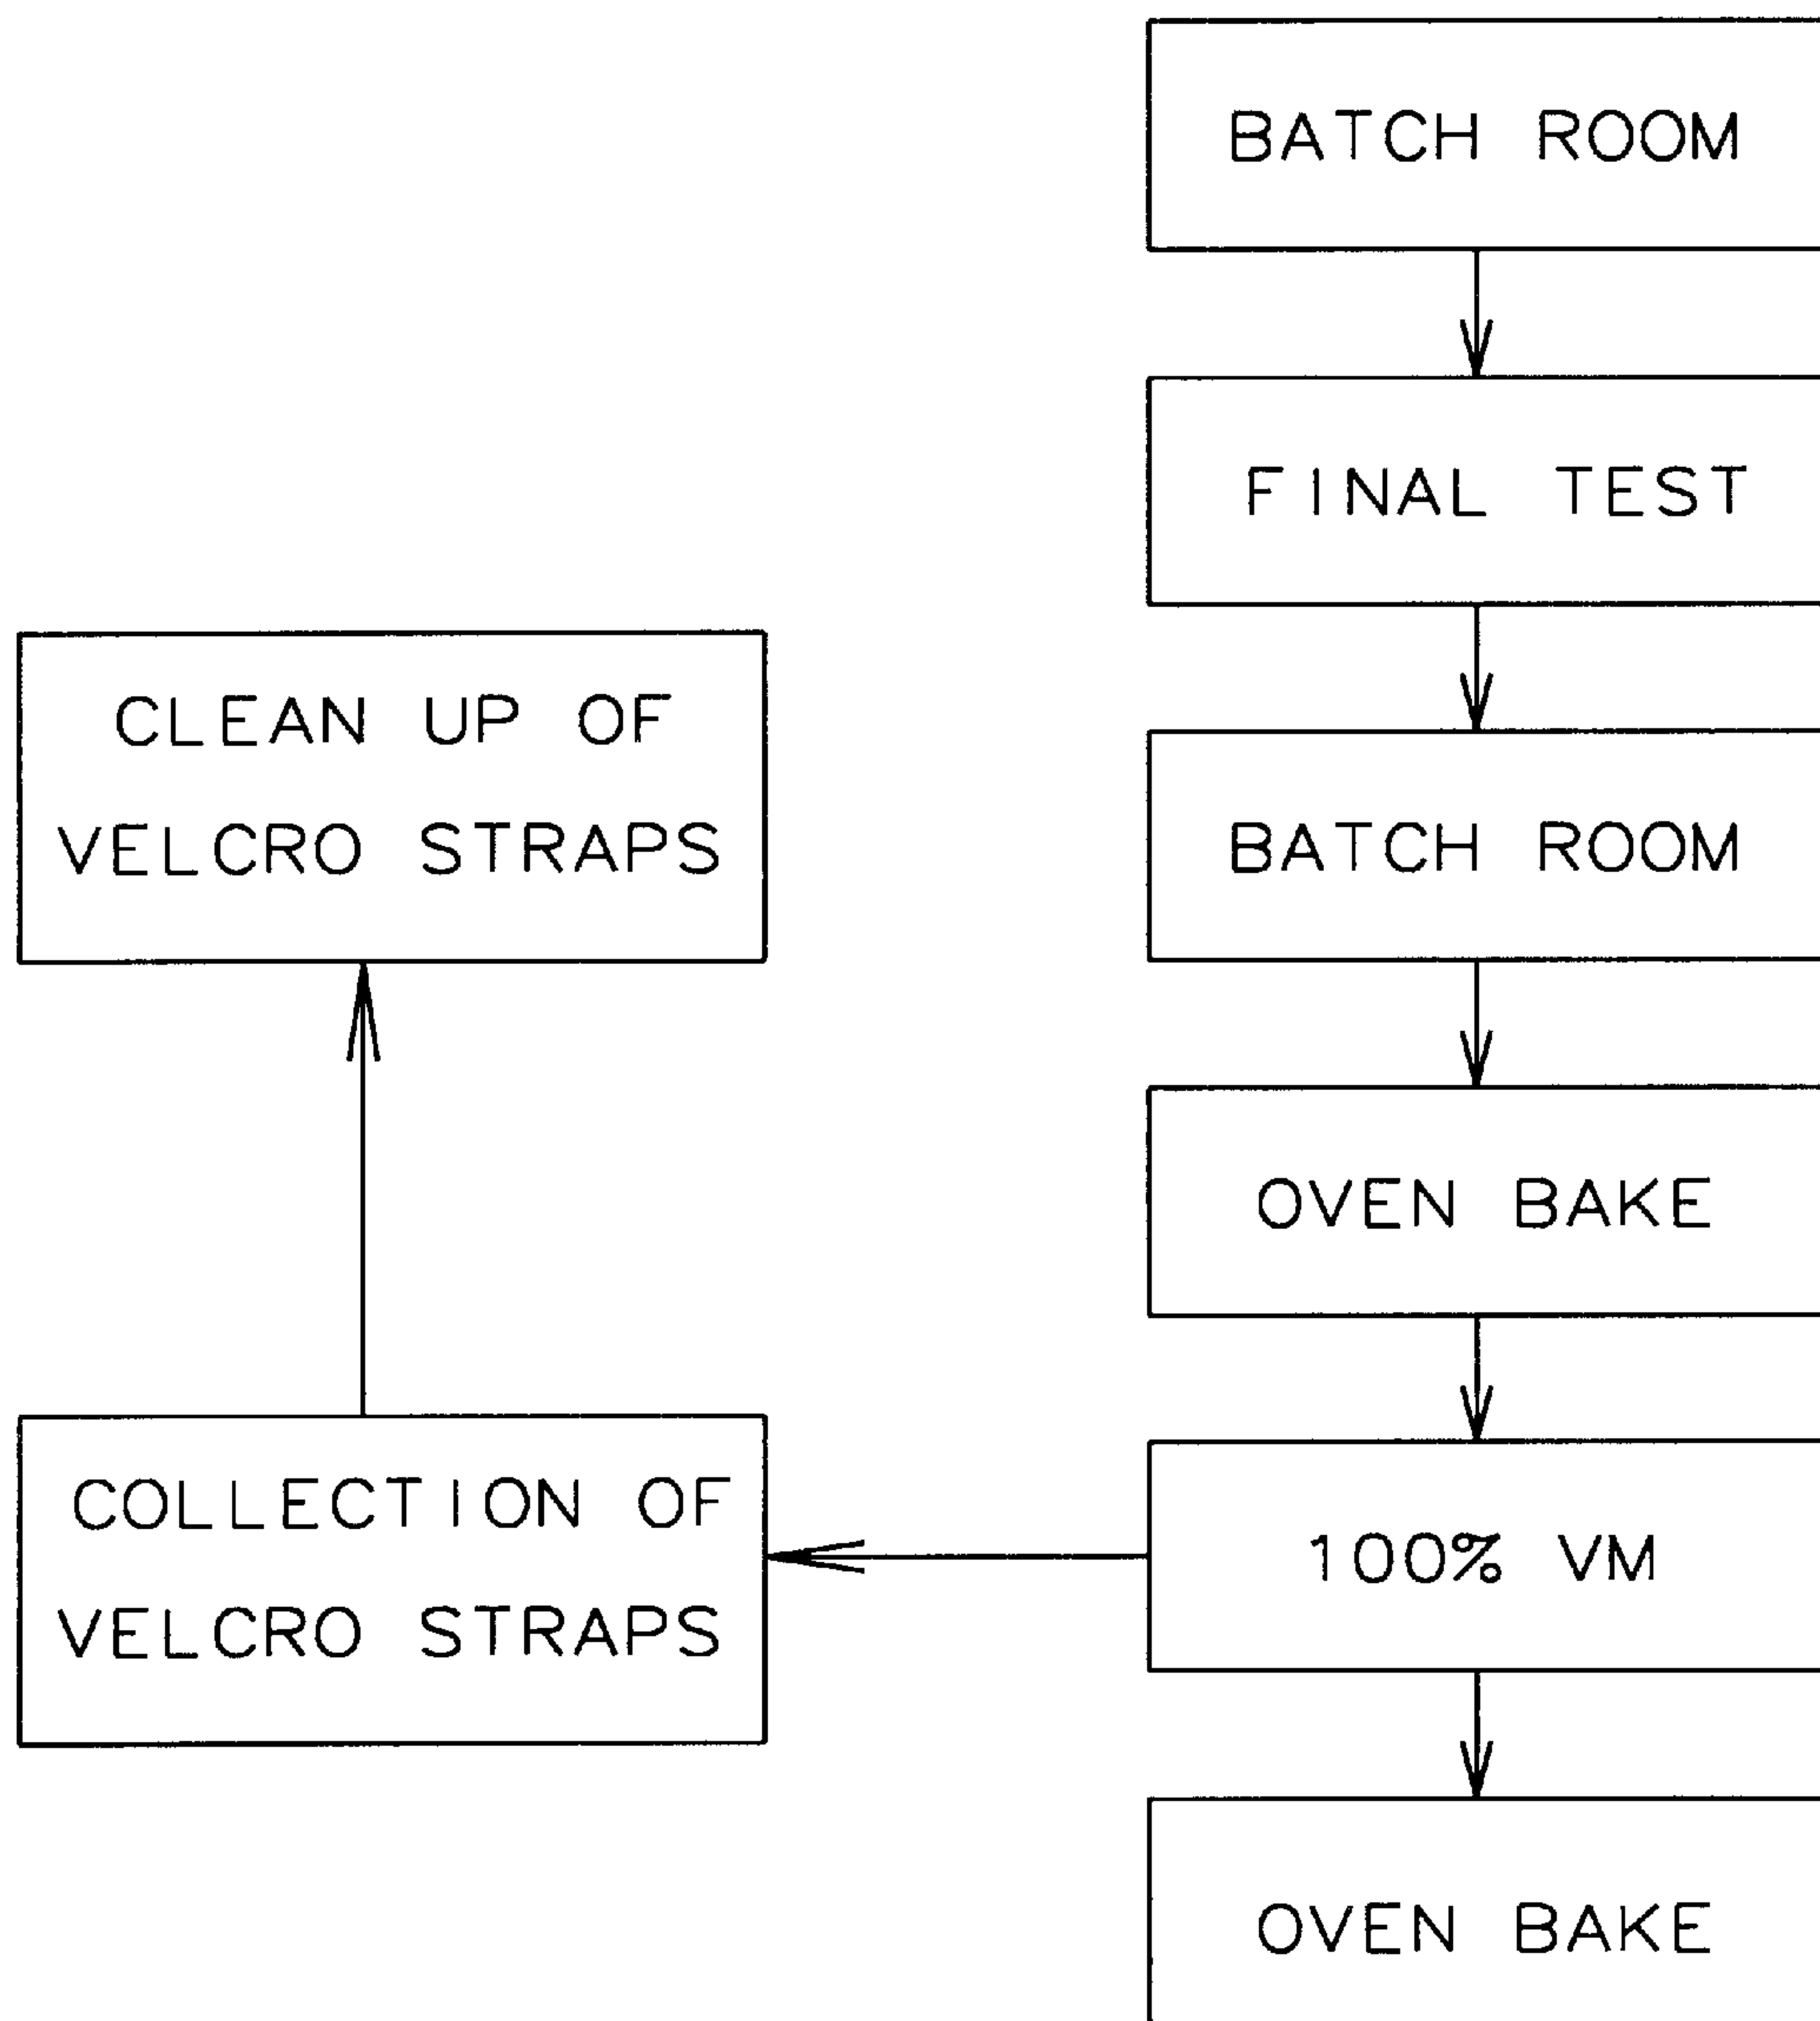 BATCH ROOM
FINAL TEST
CLEAN UP OF
VELCRO STRAPS
BATCH ROOM
OVEN BAKE
COLLECTION OF
VELCRO STRAPS
100% VM
OVEN BAKE